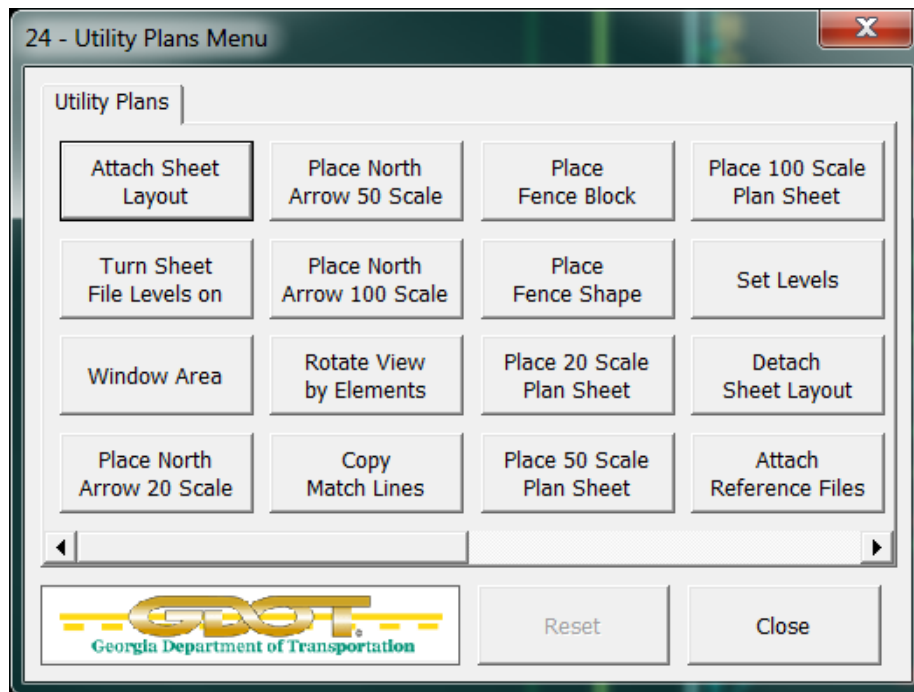 24 - Utility Plans Menu
X
Utility Plans
Attach Sheet
Layout
Place North
Arrow 50 Scale
Place
Fence Block
Place 100 Scale
Plan Sheet
Turn Sheet
File Levels on
Place North
Arrow 100 Scale
Place
Fence Shape
Set Levels
Window Area
Rotate View
by Elements
Place 20 Scale
Plan Sheet
Detach
Sheet Layout
Place North
Arrow 20 Scale
Copy
Match Lines
Place 50 Scale
Plan Sheet
Attach
Reference Files
GDOT®
Georgia Department of Transportation
Reset
Close